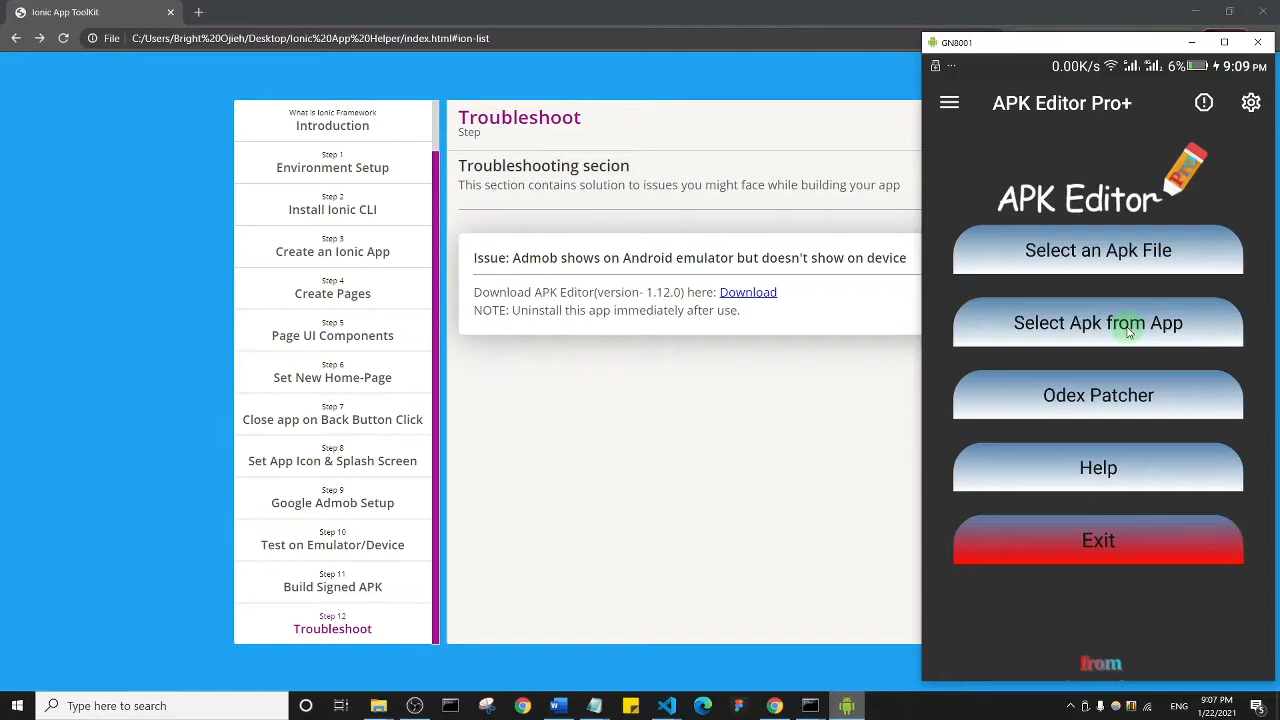 Ionic App ToolKit
File
C:/Users/Bright%20Ojieh/Desktop/Ionic%20App%20Helper/index.html#ion-list
What is Ionic Framework
Introduction
Step 1
Environment Setup
Step 2
Install Ionic CLI
Step 3
Create an Ionic App
Step 4
Create Pages
Step 5
Page UI Components
Step 6
Set New Home-Page
Step 7
Close app on Back Button Click
Step 8
Set App Icon & Splash Screen
Step 9
Google Admob Setup
Step 10
Test on Emulator/Device
Step 11
Build Signed APK
Step 12
Troubleshoot
Troubleshoot
Step
Troubleshooting secion
This section contains solution to issues you might face while building your app
Issue: Admob shows on Android emulator but doesn't show on device
Download APK Editor(version- 1.12.0) here: Download
NOTE: Uninstall this app immediately after use.
GN8001
0.00K/s 6% 9:09 PM
APK Editor Pro+
Pro
APK Editor
Select an Apk File
Select Apk from App
Odex Patcher
Help
Exit
from
Type here to search
ENG
9:07 PM
1/22/2021